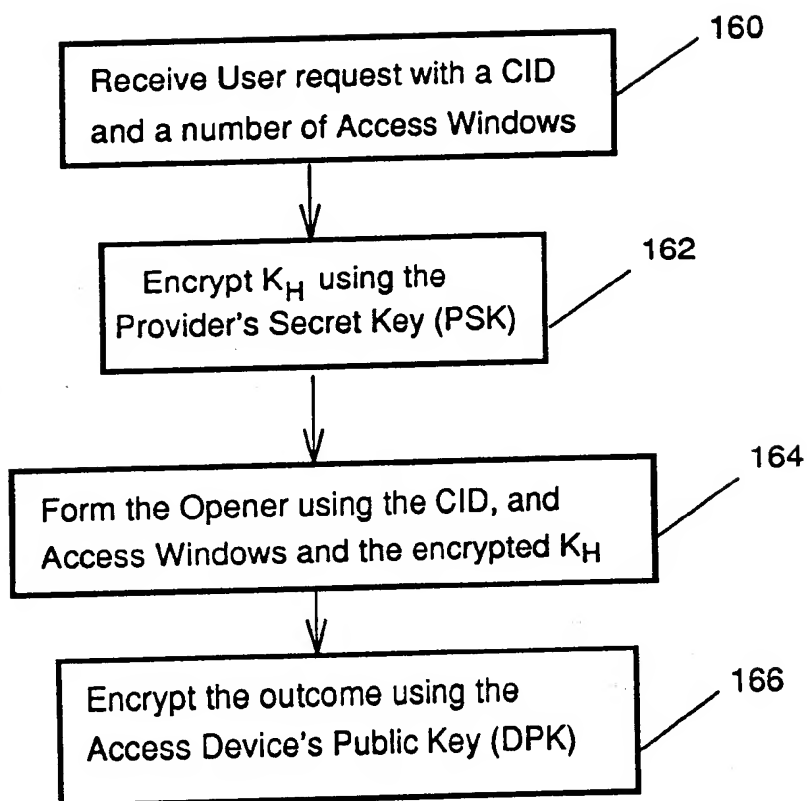 160
Receive User request with a CID
and a number of Access Windows
162
Encrypt K_H using the
Provider's Secret Key (PSK)
164
Form the Opener using the CID, and
Access Windows and the encrypted K_H
166
Encrypt the outcome using the
Access Device's Public Key (DPK)